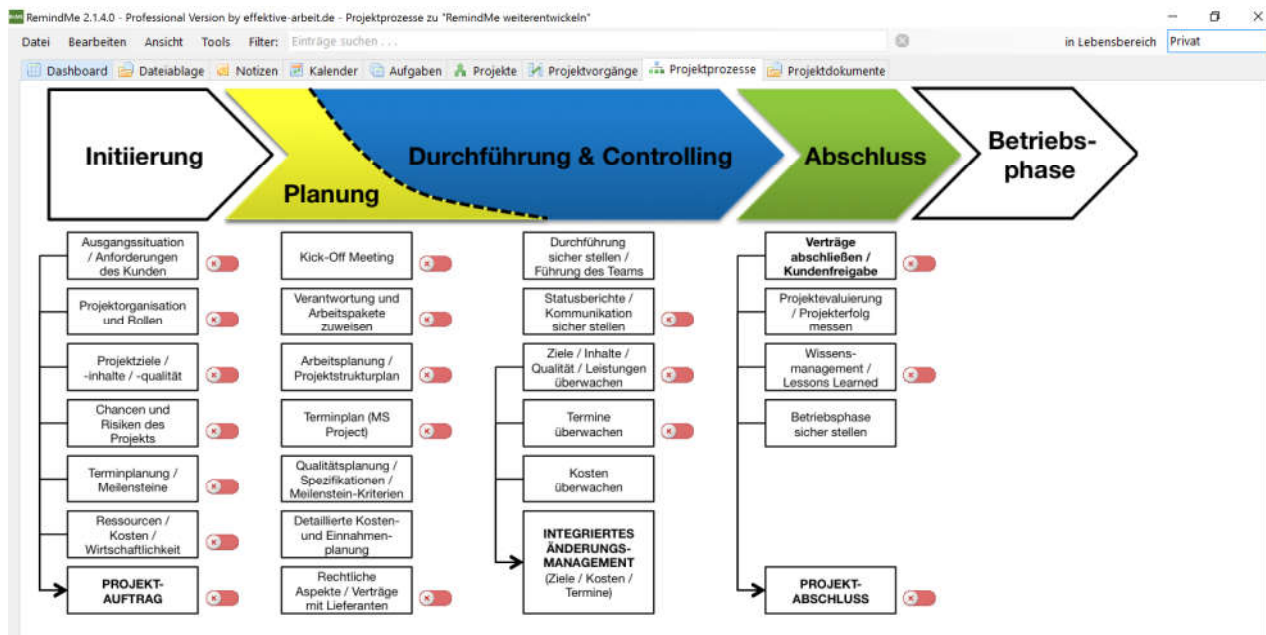 RemindMe 2.1.4.0 - Professional Version by effektive-arbeit.de - Projektprozesse zu "RemindMe weiterentwickeln"
Datei Bearbeiten Ansicht Tools Filter: Einträge suchen . . . in Lebensbereich Privat
Dashboard Dateiablage Notizen Kalender Aufgaben Projekte Projektvorgänge Projektprozesse Projektdokumente
Initiierung
Planung
Durchführung & Controlling
Abschluss
Betriebs-
phase
Ausgangssituation
/ Anforderungen
des Kunden
Projektorganisation
und Rollen
Projektziele /
-inhalte / -qualität
Chancen und
Risiken des
Projekts
Terminplanung /
Meilensteine
Ressourcen /
Kosten /
Wirtschaftlichkeit
PROJEKT-
AUFTRAG
Kick-Off Meeting
Verantwortung und
Arbeitspakete
zuweisen
Arbeitsplanung /
Projektstrukturplan
Terminplan (MS
Project)
Qualitätsplanung /
Spezifikationen /
Meilenstein-Kriterien
Detaillierte Kosten-
und Einnahmen-
planung
Rechtliche
Aspekte / Verträge
mit Lieferanten
Durchführung
sicher stellen /
Führung des Teams
Statusberichte /
Kommunikation
sicher stellen
Ziele / Inhalte /
Qualität / Leistungen
überwachen
Termine
überwachen
Kosten
überwachen
INTEGRIERTES
ÄNDERUNGS-
MANAGEMENT
(Ziele / Kosten /
Termine)
Verträge
abschließen /
Kundenfreigabe
Projektevaluierung
/ Projekterfolg
messen
Wissens-
management /
Lessons Learned
Betriebsphase
sicher stellen
PROJEKT-
ABSCHLUSS